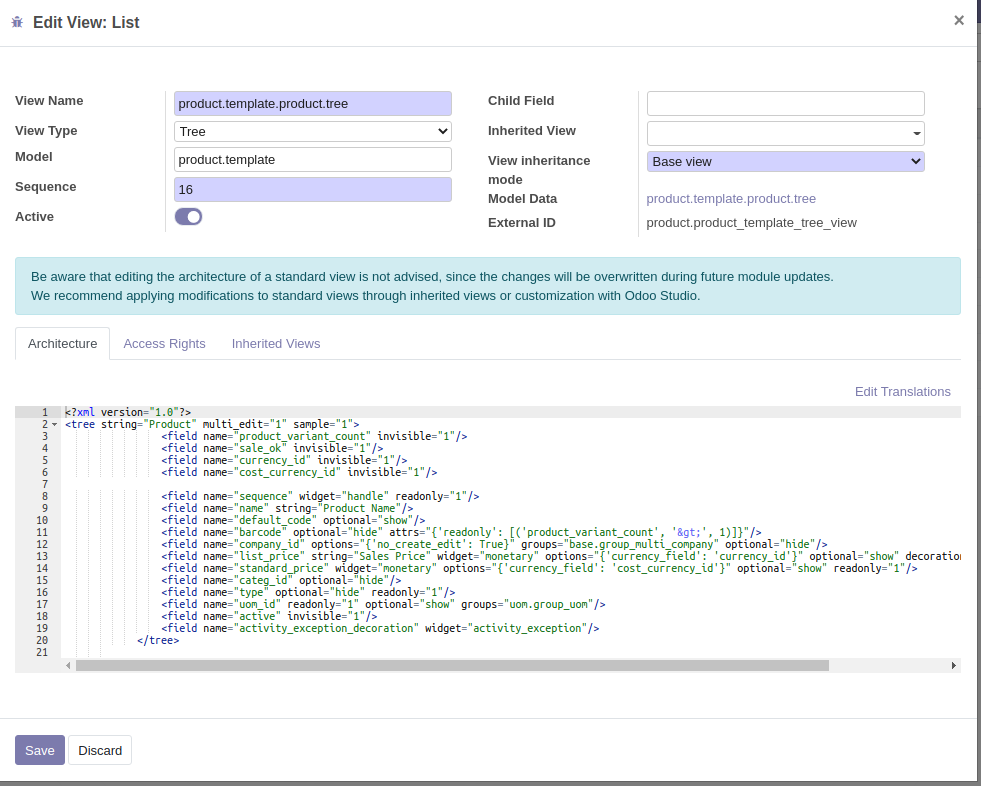 Edit View: List
×
View Name
product.template.product.tree
View Type
Tree
Model
product.template
Sequence
16
Active
Child Field
Inherited View
View inheritance
mode
Base view
Model Data
product.template.product.tree
External ID
product.product_template_tree_view
Be aware that editing the architecture of a standard view is not advised, since the changes will be overwritten during future module updates.
We recommend applying modifications to standard views through inherited views or customization with Odoo Studio.
Architecture Access Rights Inherited Views
Edit Translations
1 <?xml version="1.0"?>
2 <tree string="Product" multi_edit="1" sample="1">
3 <field name="product_variant_count" invisible="1"/>
4 <field name="sale_ok" invisible="1"/>
5 <field name="currency_id" invisible="1"/>
6 <field name="cost_currency_id" invisible="1"/>
7
8 <field name="sequence" widget="handle" readonly="1"/>
9 <field name="name" string="Product Name"/>
10 <field name="default_code" optional="show"/>
11 <field name="barcode" optional="hide" attrs="{'readonly': [('product_variant_count', '&gt;', 1)]}"/>
12 <field name="company_id" options="{'no_create_edit': True}" groups="base.group_multi_company" optional="hide"/>
13 <field name="list_price" string="Sales Price" widget="monetary" options="{'currency_field': 'currency_id'}" optional="show" decoration
14 <field name="standard_price" widget="monetary" options="{'currency_field': 'cost_currency_id'}" optional="show" readonly="1"/>
15 <field name="categ_id" optional="hide"/>
16 <field name="type" optional="hide" readonly="1"/>
17 <field name="uom_id" readonly="1" optional="show" groups="uom.group_uom"/>
18 <field name="active" invisible="1"/>
19 <field name="activity_exception_decoration" widget="activity_exception"/>
20 </tree>
21
Save Discard